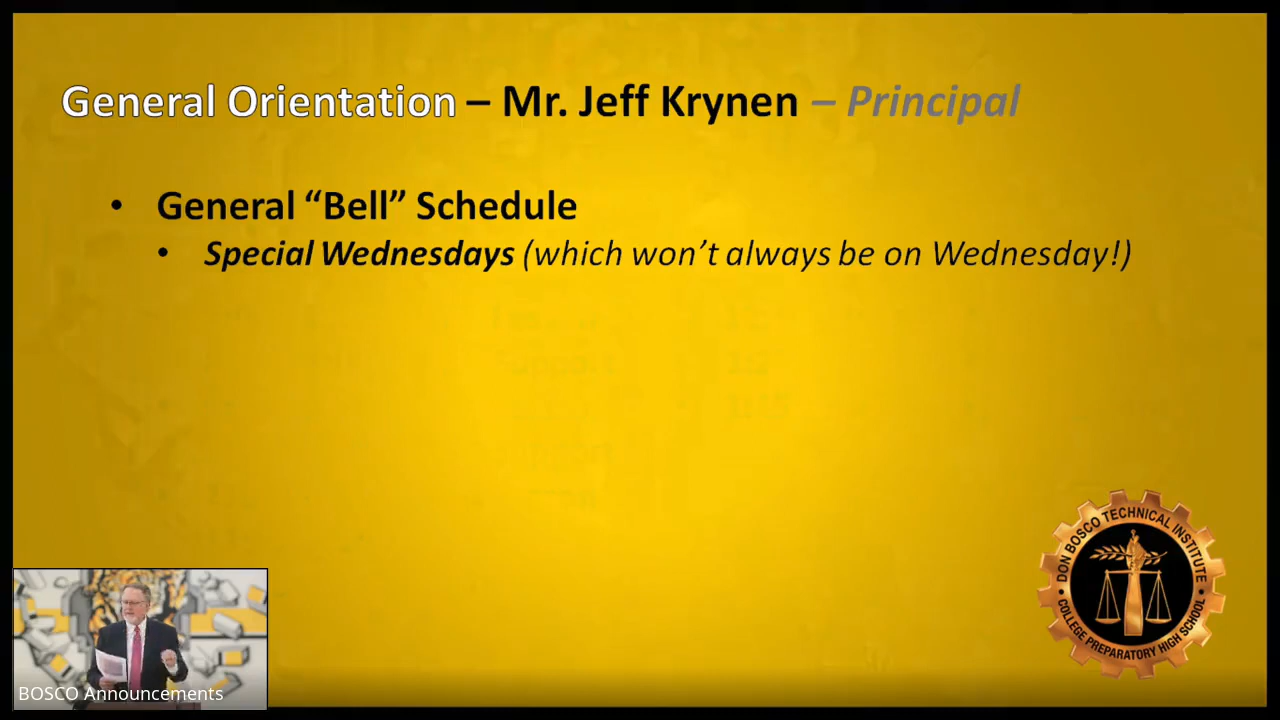 General Orientation – Mr. Jeff Krynen – Principal
• General “Bell” Schedule
• Special Wednesdays (which won’t always be on Wednesday!)
DON BOSCO TECHNICAL INSTITUTE
• COLLEGE PREPARATORY HIGH SCHOOL •
BOSCO Announcements